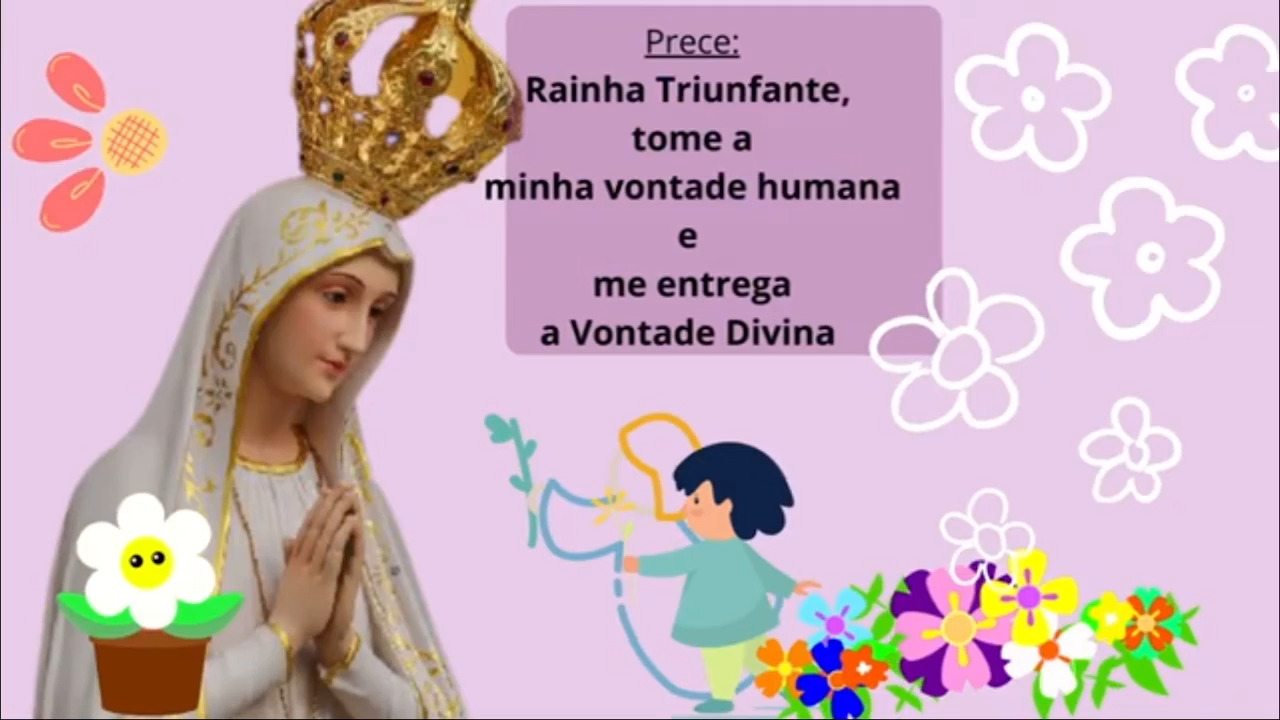 Prece:
Rainha Triunfante,
tome a
minha vontade humana
e
me entrega
a Vontade Divina